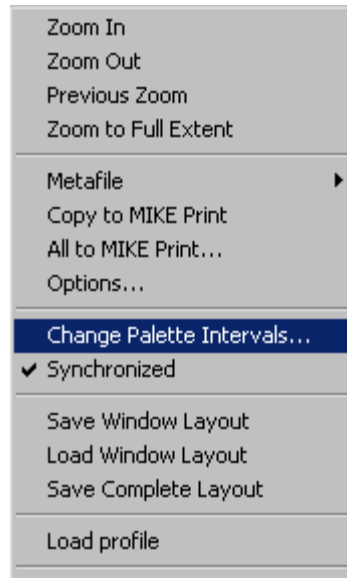 Zoom In
Zoom Out
Previous Zoom
Zoom to Full Extent
Metafile
Copy to MIKE Print
All to MIKE Print...
Options...
Change Palette Intervals...
Synchronized
Save Window Layout
Load Window Layout
Save Complete Layout
Load profile